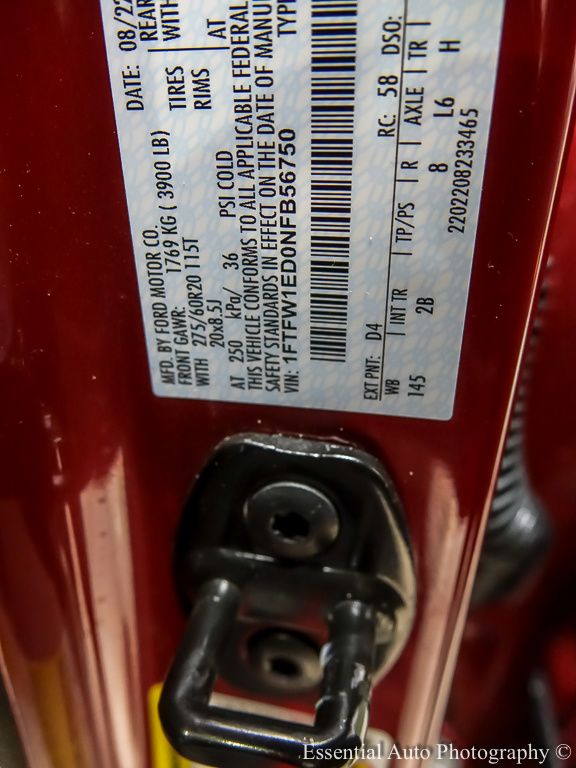 MFD. BY FORD MOTOR CO.
DATE: 08/22
FRONT GAWR: 1769 KG ( 3900 LB)
REAR
WITH 275/60R20 115T
TIRES
WITH
20x8.5J
RIMS
AT 250 kPa/ 36 PSI COLD
AT
THIS VEHICLE CONFORMS TO ALL APPLICABLE FEDERAL
SAFETY STANDARDS IN EFFECT ON THE DATE OF MANU
VIN: 1FTFW1ED0NFB56750
TYPE
EXT PNT: D4
RC: 58 DSO:
WB | INT TR | TP/PS | R | AXLE | TR |
145 2B 8 L6 H
2202208233465
Essential Auto Photography ©